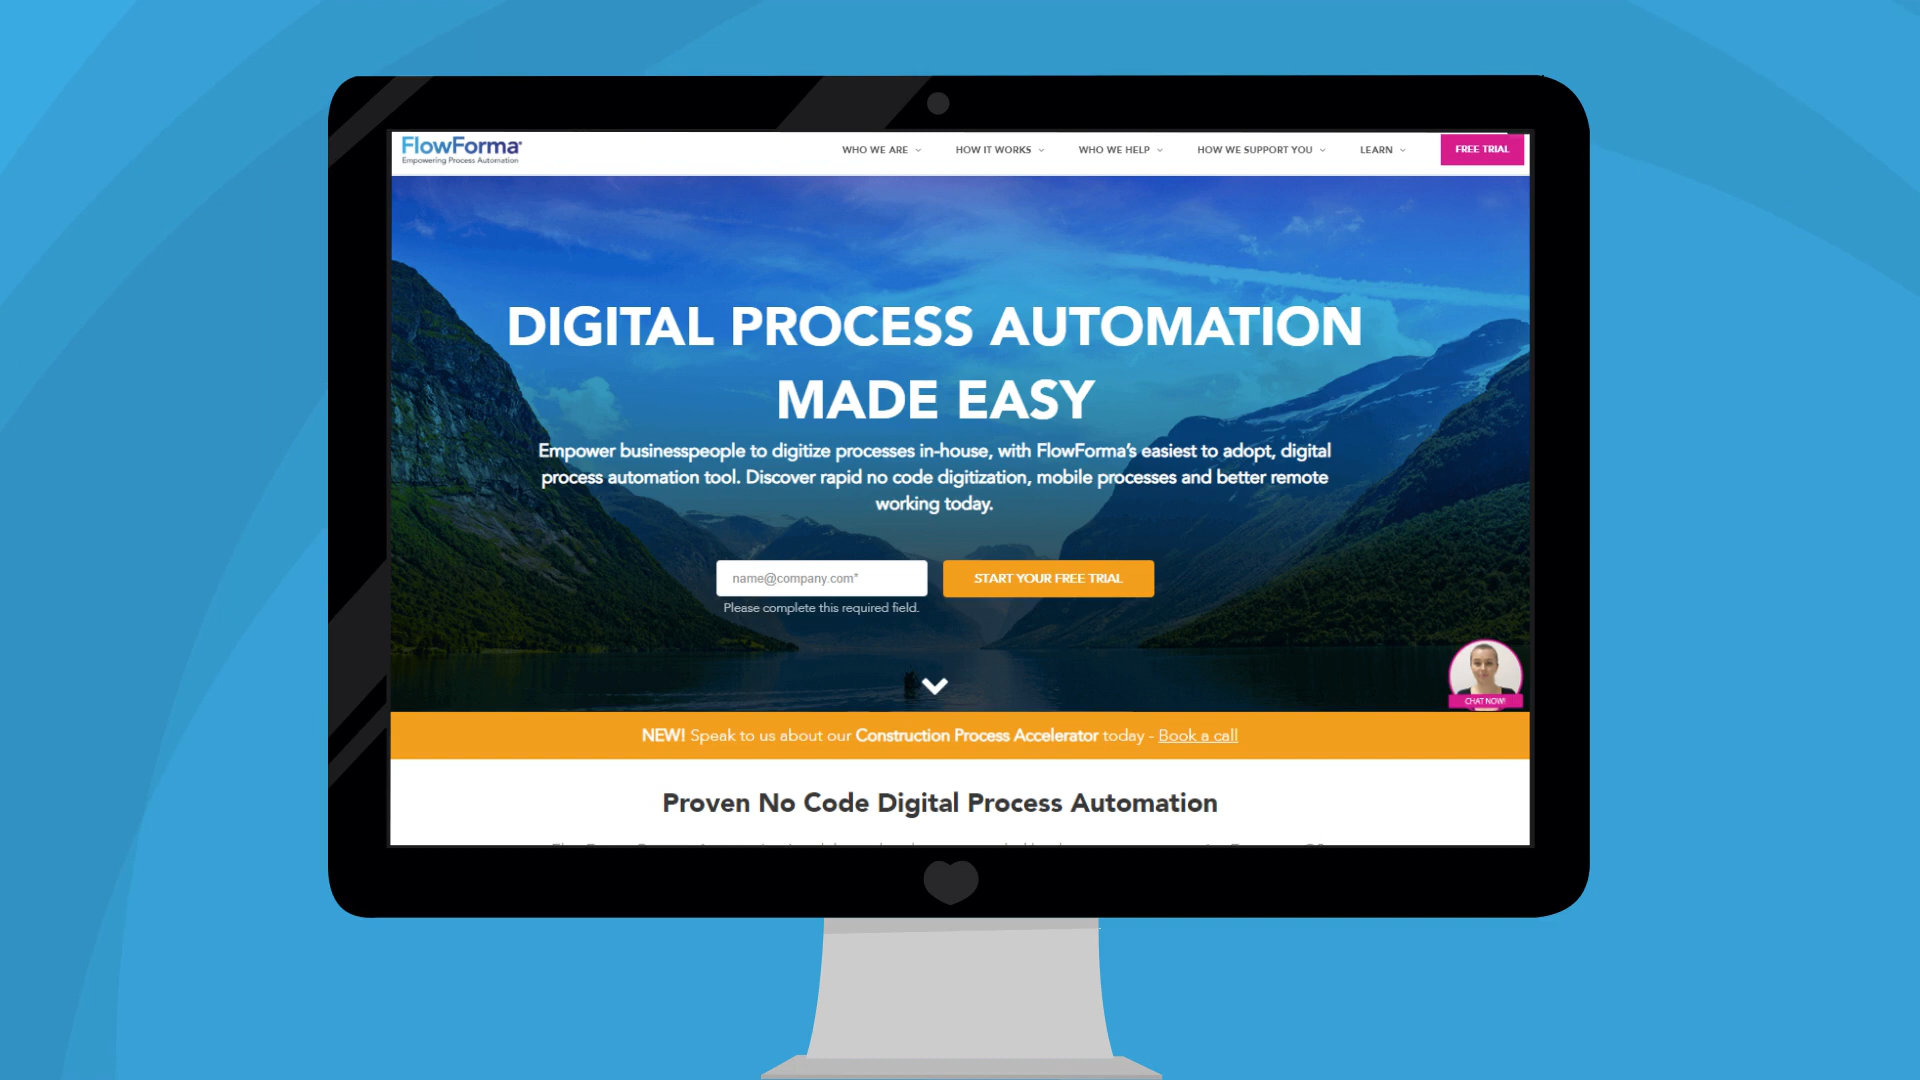 FlowForma
Empowering Process Automation
WHO WE ARE
HOW IT WORKS
WHO WE HELP
HOW WE SUPPORT YOU
LEARN
FREE TRIAL
DIGITAL PROCESS AUTOMATION
MADE EASY
Empower businesspeople to digitize processes in-house, with FlowForma's easiest to adopt, digital
process automation tool. Discover rapid no code digitization, mobile processes and better remote
working today.
name@company.com*
START YOUR FREE TRIAL
Please complete this required field.
CHAT NOW!
NEW! Speak to us about our Construction Process Accelerator today - Book a call
Proven No Code Digital Process Automation